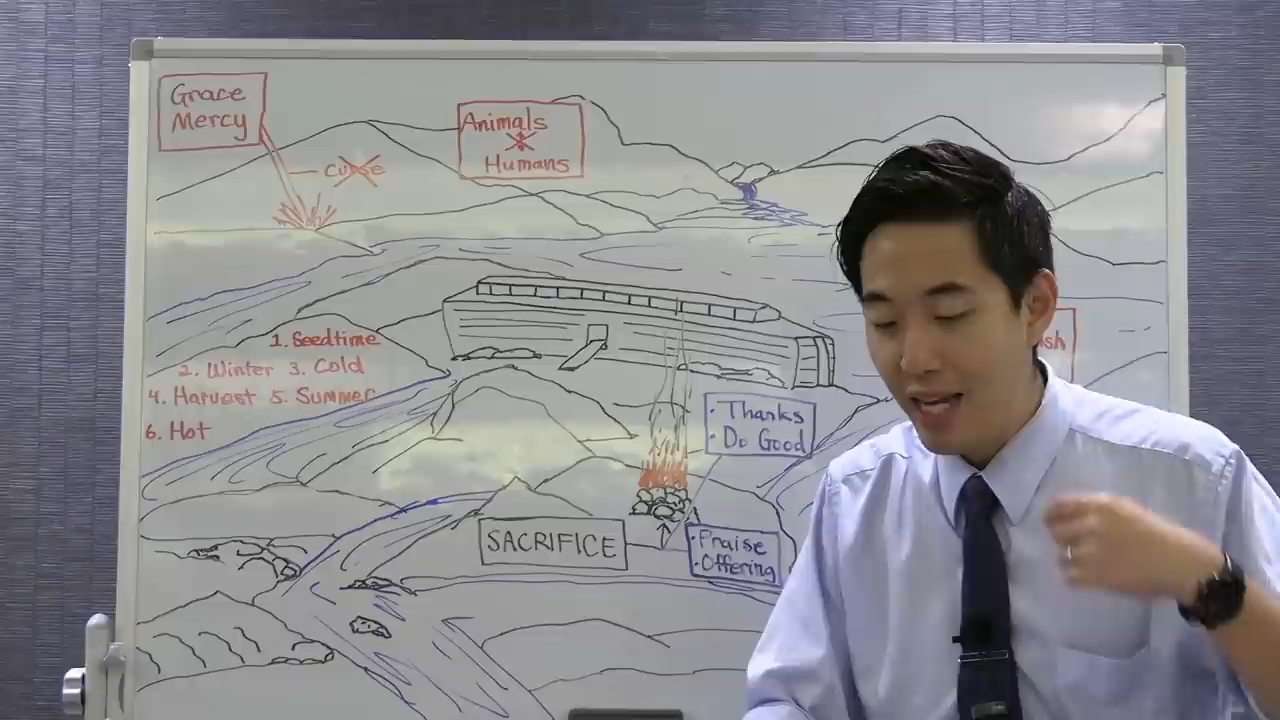 Grace
Mercy
Curse
Animals
Humans
1. Seedtime
2. Winter 3. Cold
4. Harvest 5. Summer
6. Hot
• Thanks
• Do Good
SACRIFICE
• Praise
• Offering